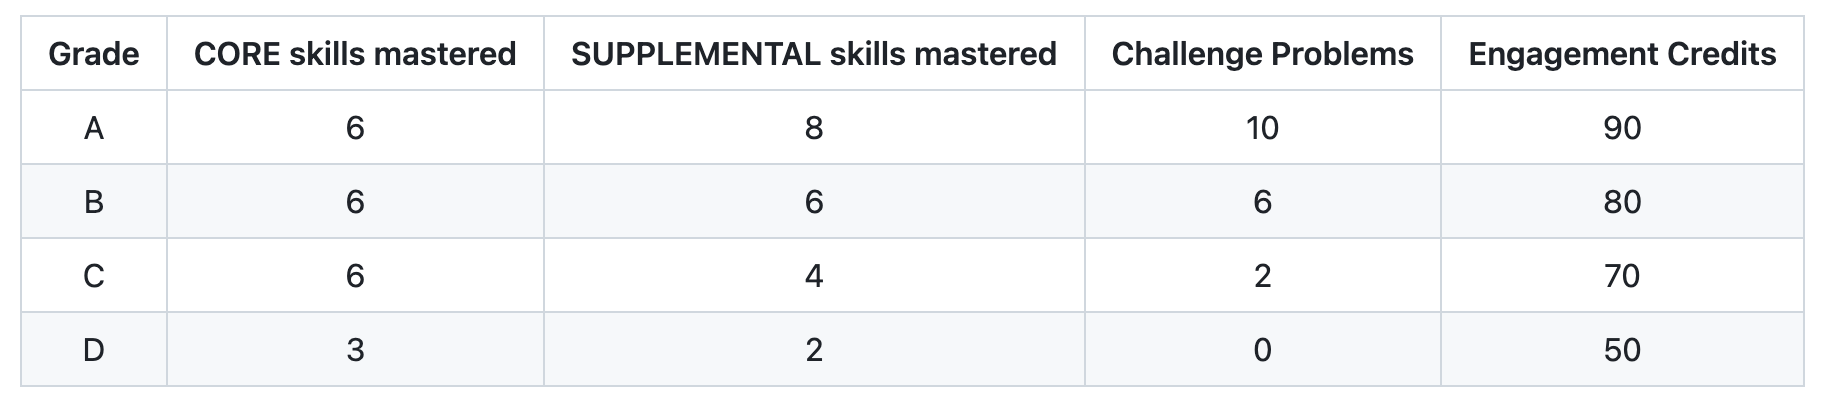 Grade CORE skills mastered SUPPLEMENTAL skills mastered Challenge Problems Engagement Credits
A 6 8 10 90
B 6 6 6 80
C 6 4 2 70
D 3 2 0 50